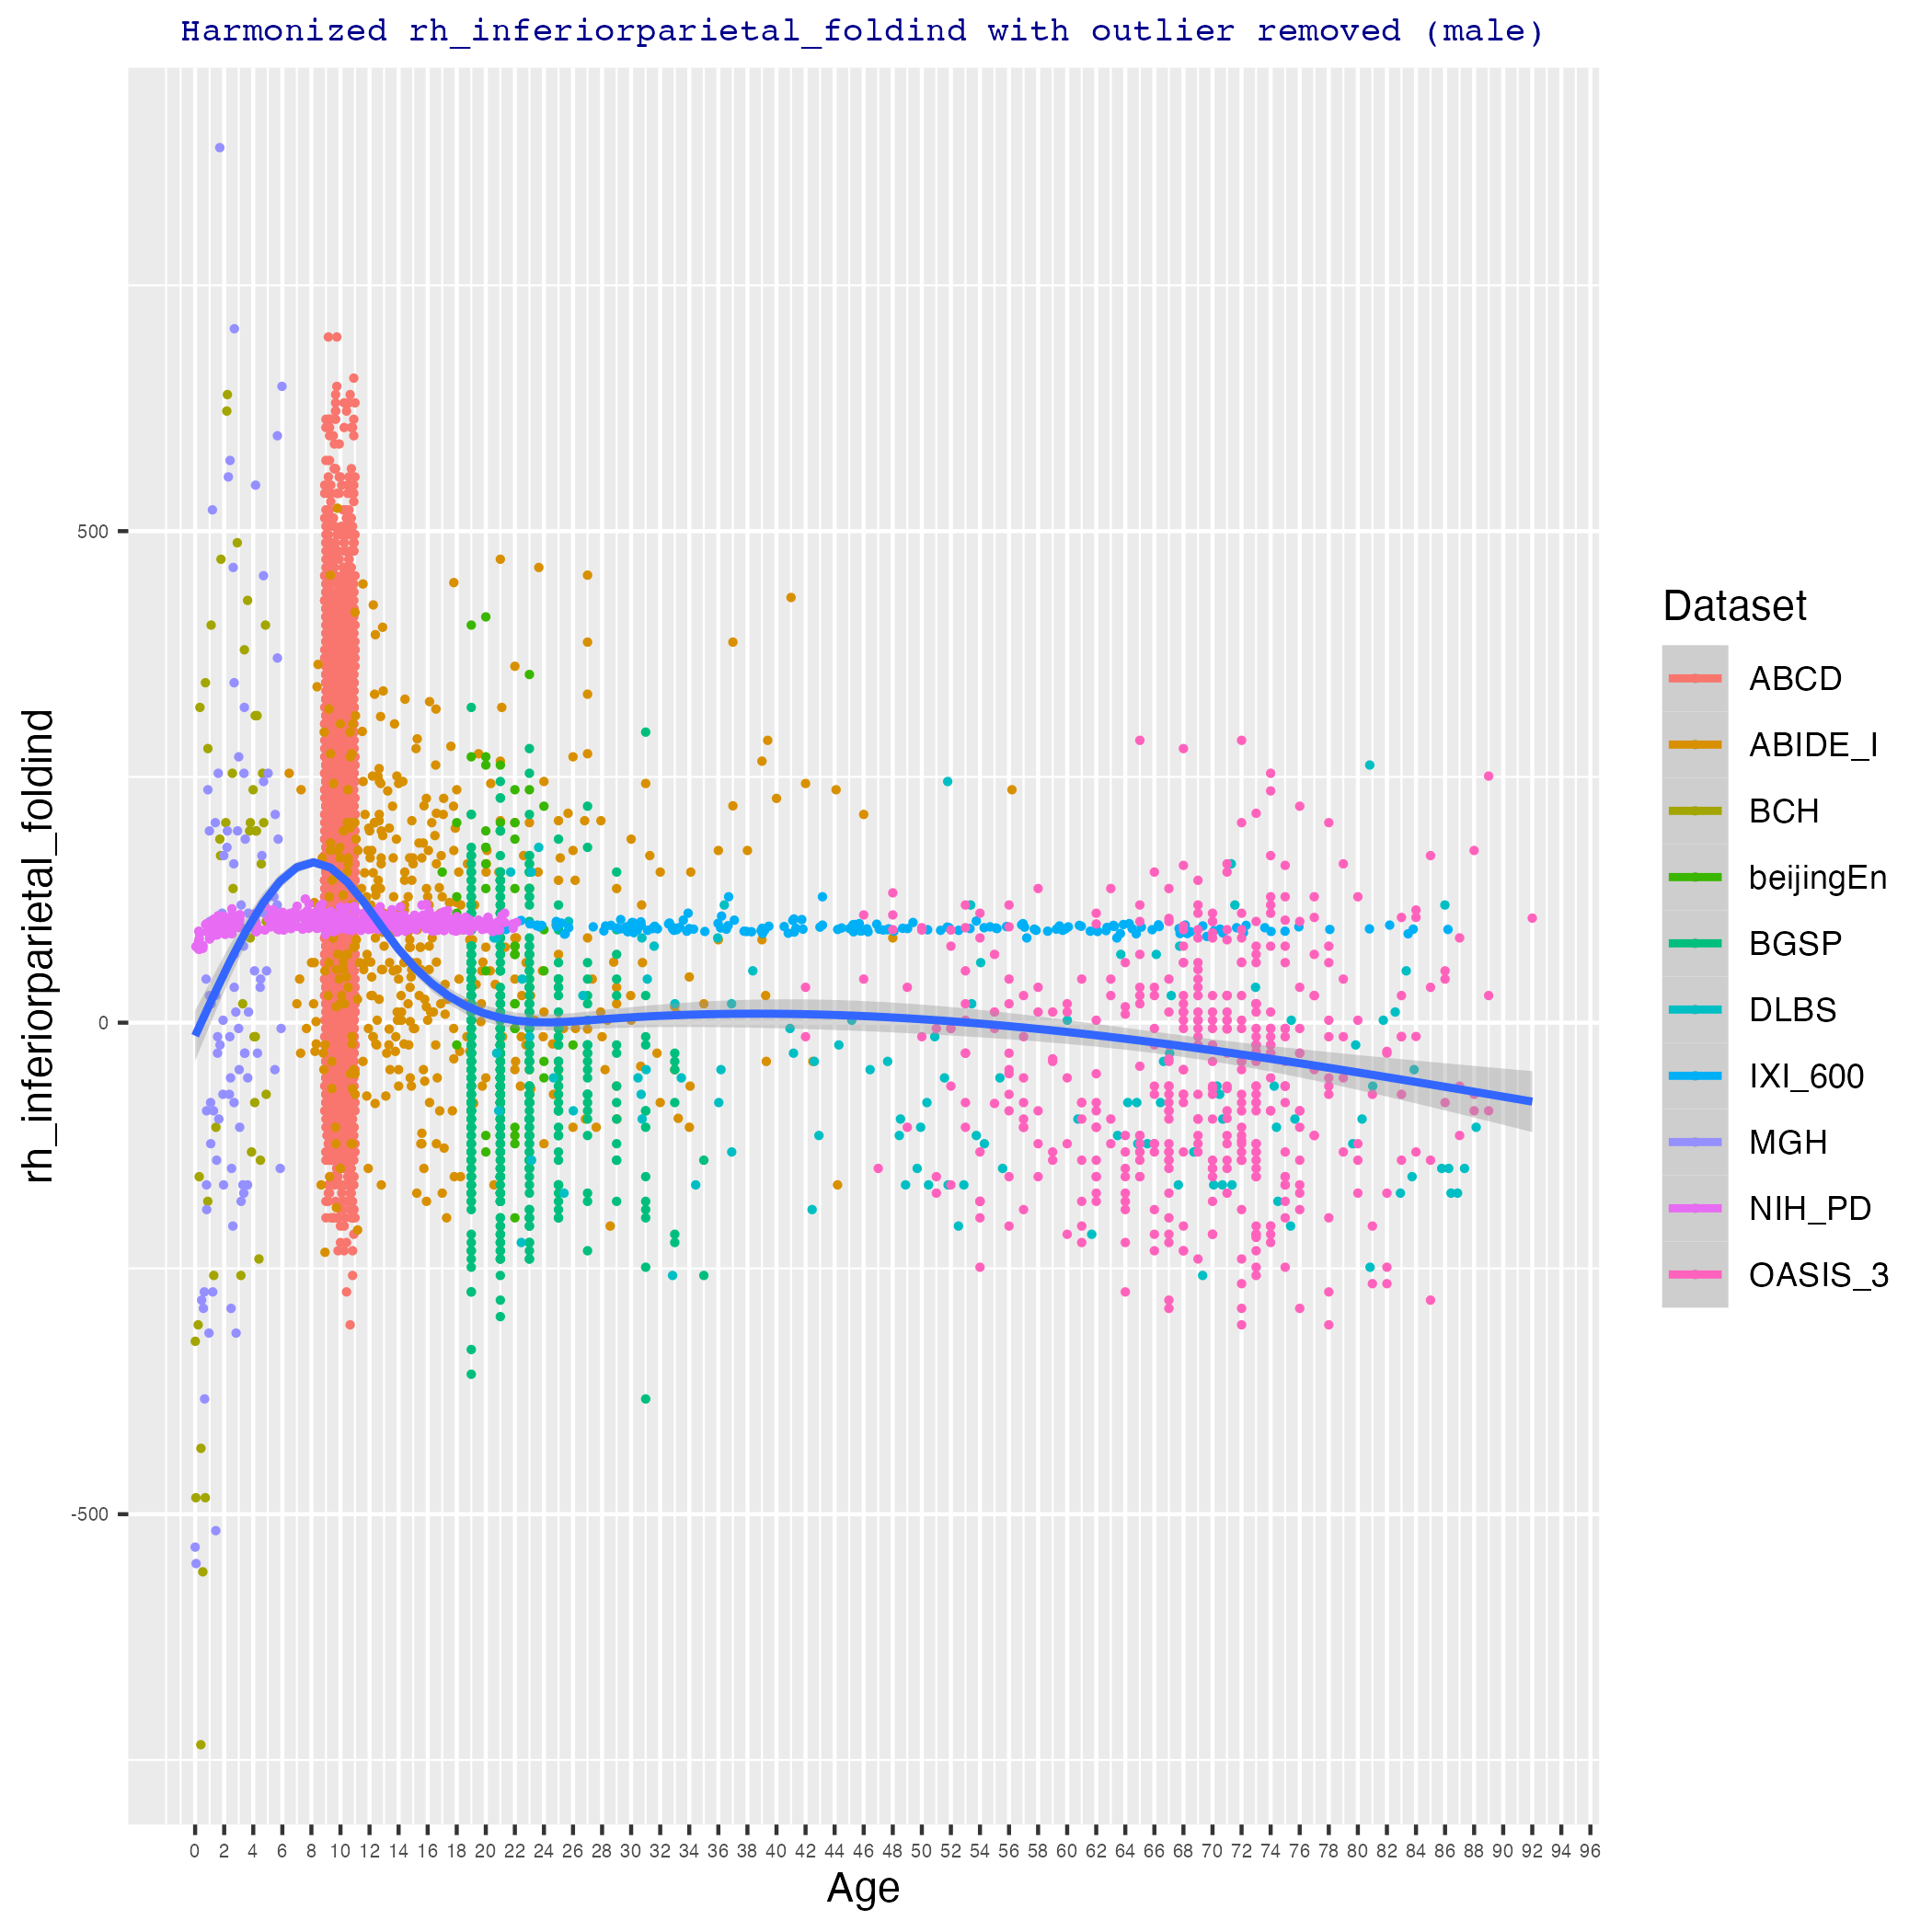 Harmonized rh_inferiorparietal_foldind with outlier removed (male)
rh_inferiorparietal_foldind
500
0
-500
0 2 4 6 8 10 12 14 16 18 20 22 24 26 28 30 32 34 36 38 40 42 44 46 48 50 52 54 56 58 60 62 64 66 68 70 72 74 76 78 80 82 84 86 88 90 92 94 96
Age
Dataset
ABCD
ABIDE_I
BCH
beijingEn
BGSP
DLBS
IXI_600
MGH
NIH_PD
OASIS_3